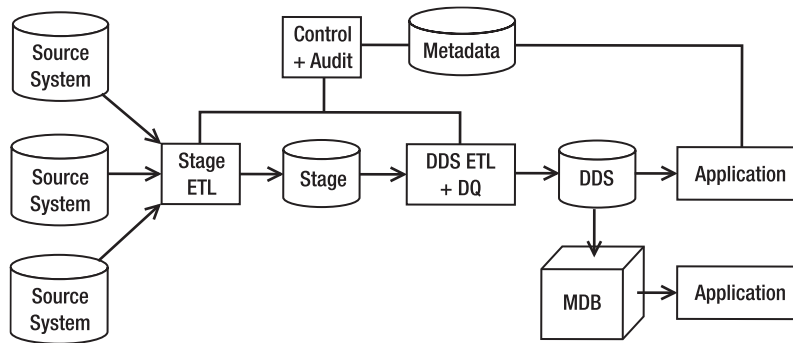 Source
System
Control
+ Audit
Metadata
Source
System
Stage
ETL
Stage
DDS ETL
+ DQ
DDS
Application
Source
System
MDB
Application